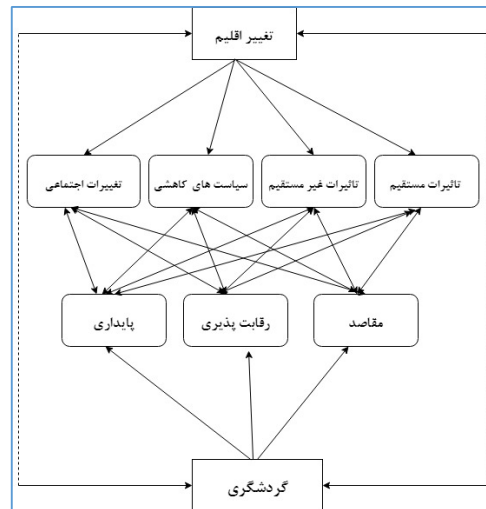 تغییر اقلیم
تاثیرات مستقیم
تاثیرات غیر مستقیم
سیاست های کاهشی
تغییرات اجتماعی
مقاصد
رقابت پذیری
پایداری
گردشگری